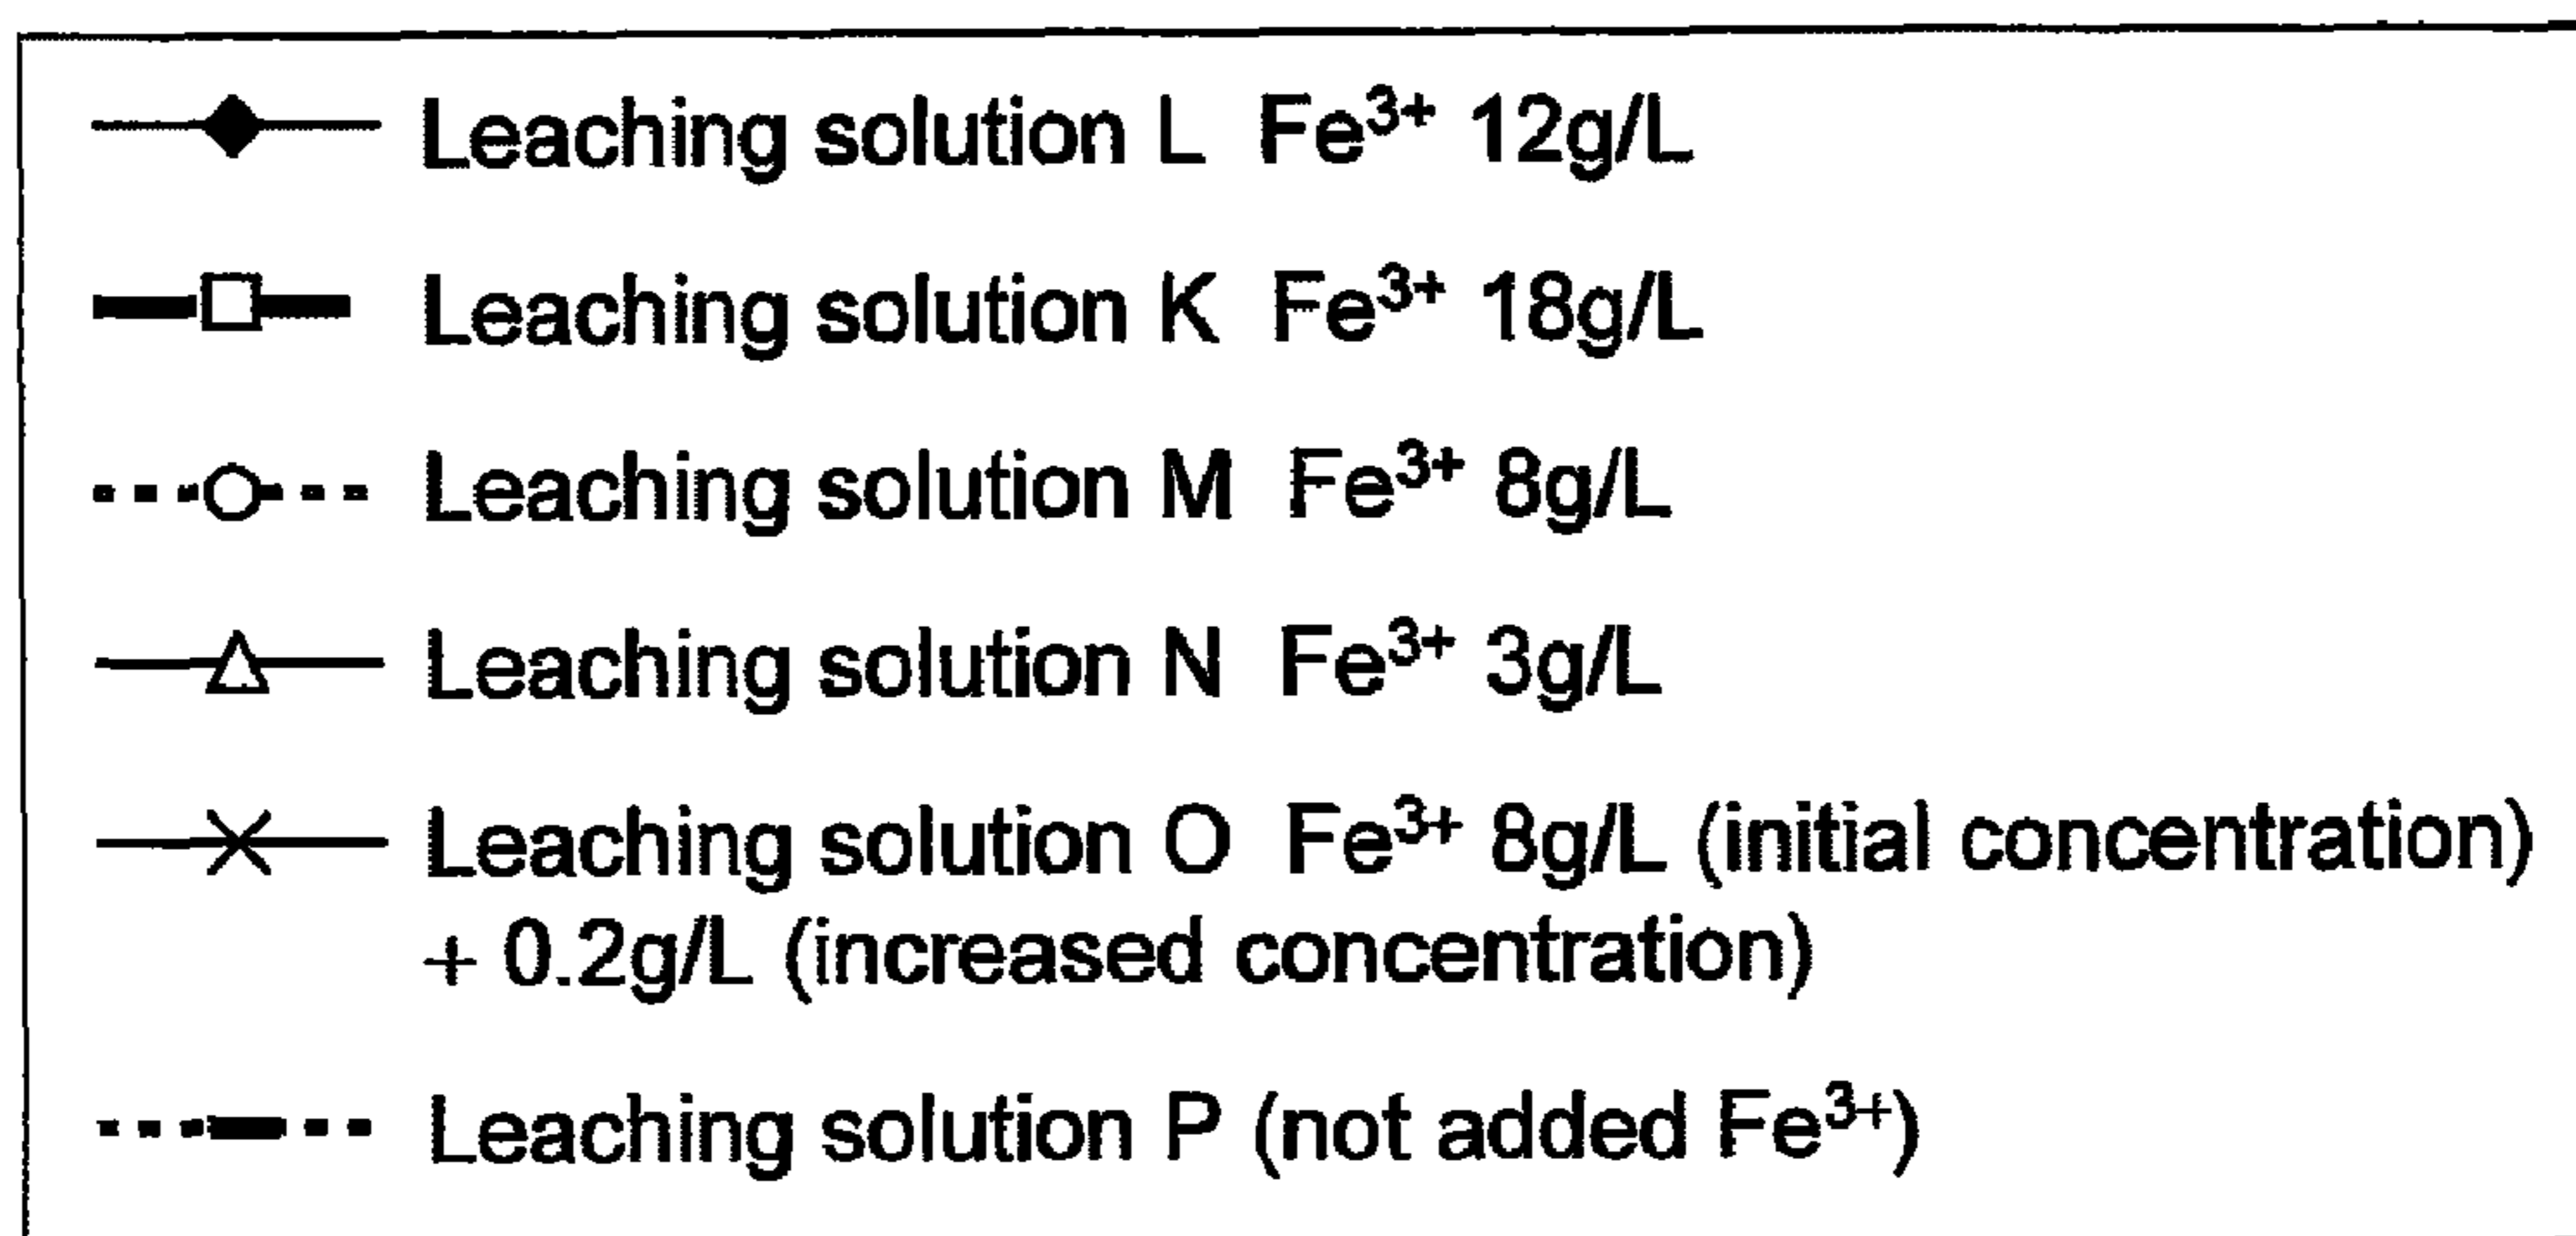 Leaching solution L Fe³⁺ 12g/L
Leaching solution K Fe³⁺ 18g/L
Leaching solution M Fe³⁺ 8g/L
Leaching solution N Fe³⁺ 3g/L
Leaching solution O Fe³⁺ 8g/L (initial concentration)
+ 0.2g/L (increased concentration)
Leaching solution P (not added Fe³⁺)